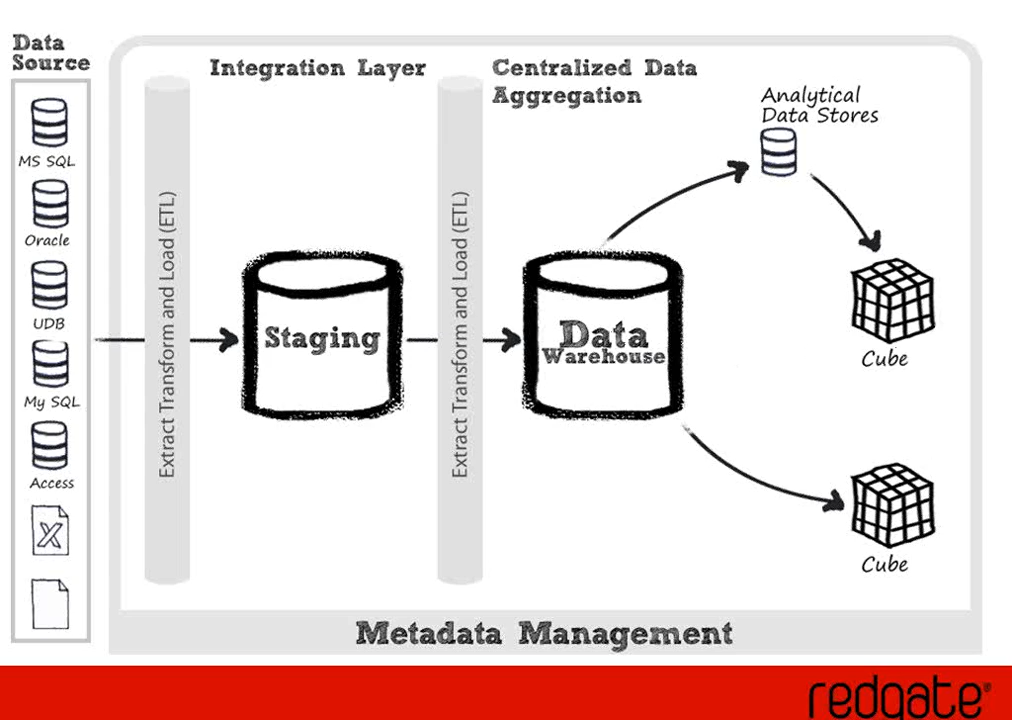 Data
Source
MS SQL
Oracle
UDB
My SQL
Access
X
Extract Transform and Load (ETL)
Integration Layer
Staging
Extract Transform and Load (ETL)
Centralized Data
Aggregation
Data
Warehouse
Analytical
Data Stores
Cube
Cube
Metadata Management
redgate®